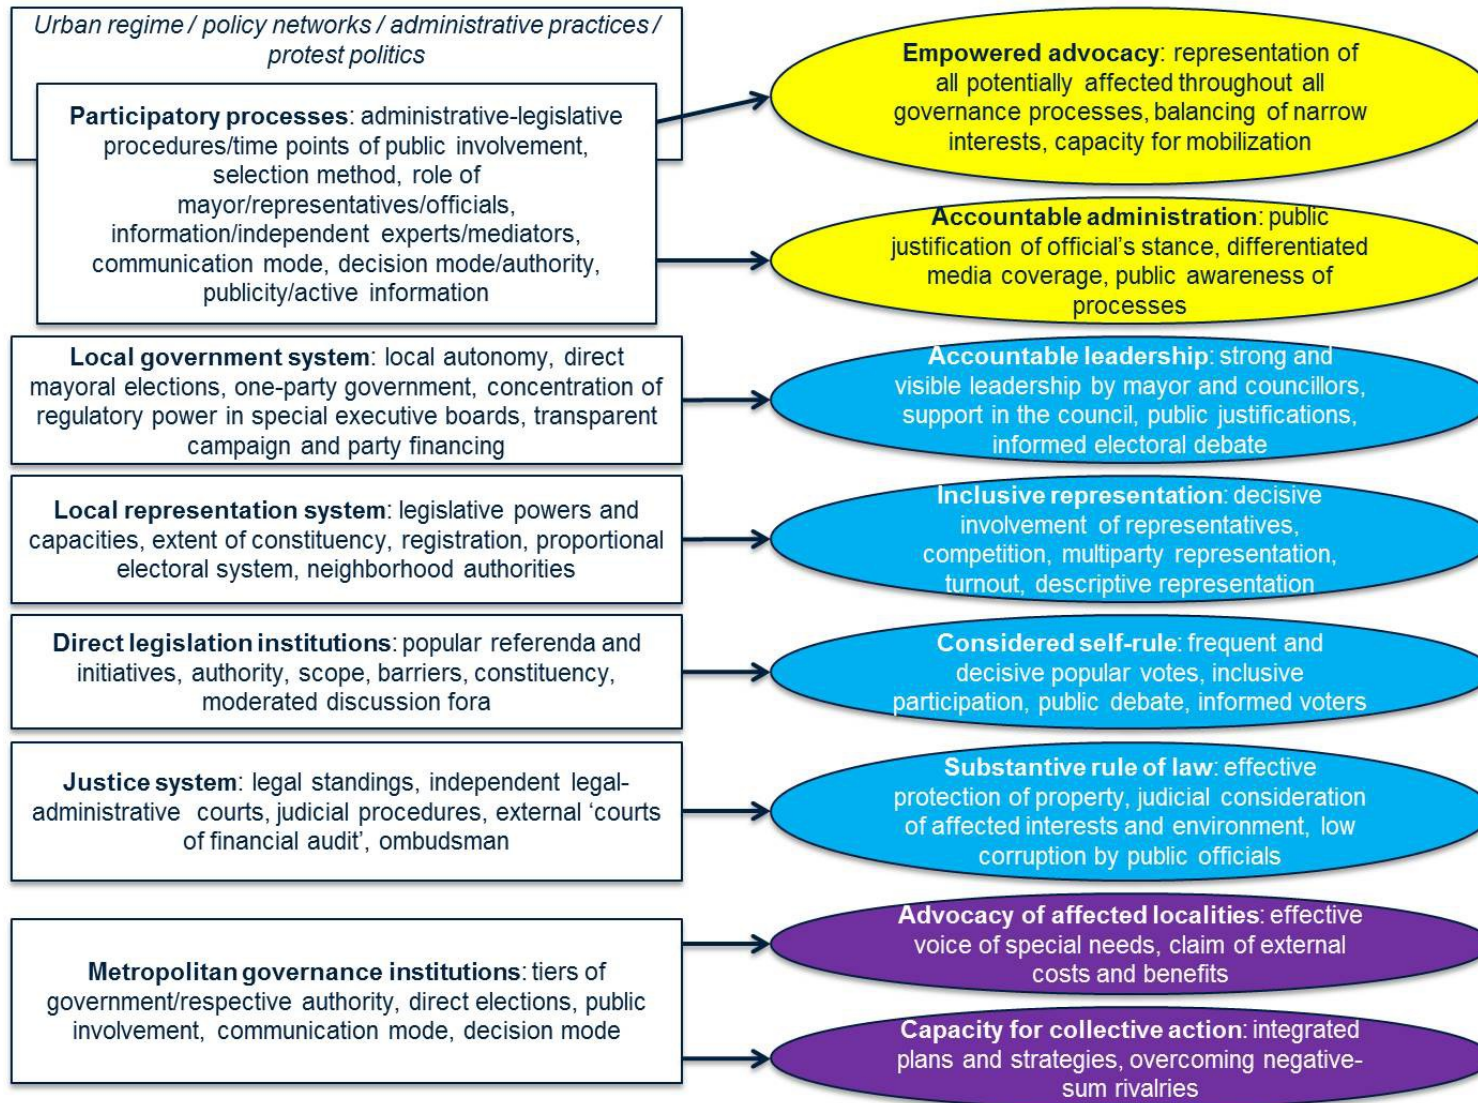 Urban regime / policy networks / administrative practices /
protest politics
Participatory processes: administrative-legislative
procedures/time points of public involvement,
selection method, role of
mayor/representatives/officials,
information/independent experts/mediators,
communication mode, decision mode/authority,
publicity/active information
Empowered advocacy: representation of
all potentially affected throughout all
governance processes, balancing of narrow
interests, capacity for mobilization
Accountable administration: public
justification of official’s stance, differentiated
media coverage, public awareness of
processes
Local government system: local autonomy, direct
mayoral elections, one-party government, concentration of
regulatory power in special executive boards, transparent
campaign and party financing
Accountable leadership: strong and
visible leadership by mayor and councillors,
support in the council, public justifications,
informed electoral debate
Local representation system: legislative powers and
capacities, extent of constituency, registration, proportional
electoral system, neighborhood authorities
Inclusive representation: decisive
involvement of representatives,
competition, multiparty representation,
turnout, descriptive representation
Direct legislation institutions: popular referenda and
initiatives, authority, scope, barriers, constituency,
moderated discussion fora
Considered self-rule: frequent and
decisive popular votes, inclusive
participation, public debate, informed voters
Justice system: legal standings, independent legal-
administrative courts, judicial procedures, external ‘courts
of financial audit’, ombudsman
Substantive rule of law: effective
protection of property, judicial consideration
of affected interests and environment, low
corruption by public officials
Metropolitan governance institutions: tiers of
government/respective authority, direct elections, public
involvement, communication mode, decision mode
Advocacy of affected localities: effective
voice of special needs, claim of external
costs and benefits
Capacity for collective action: integrated
plans and strategies, overcoming negative-
sum rivalries